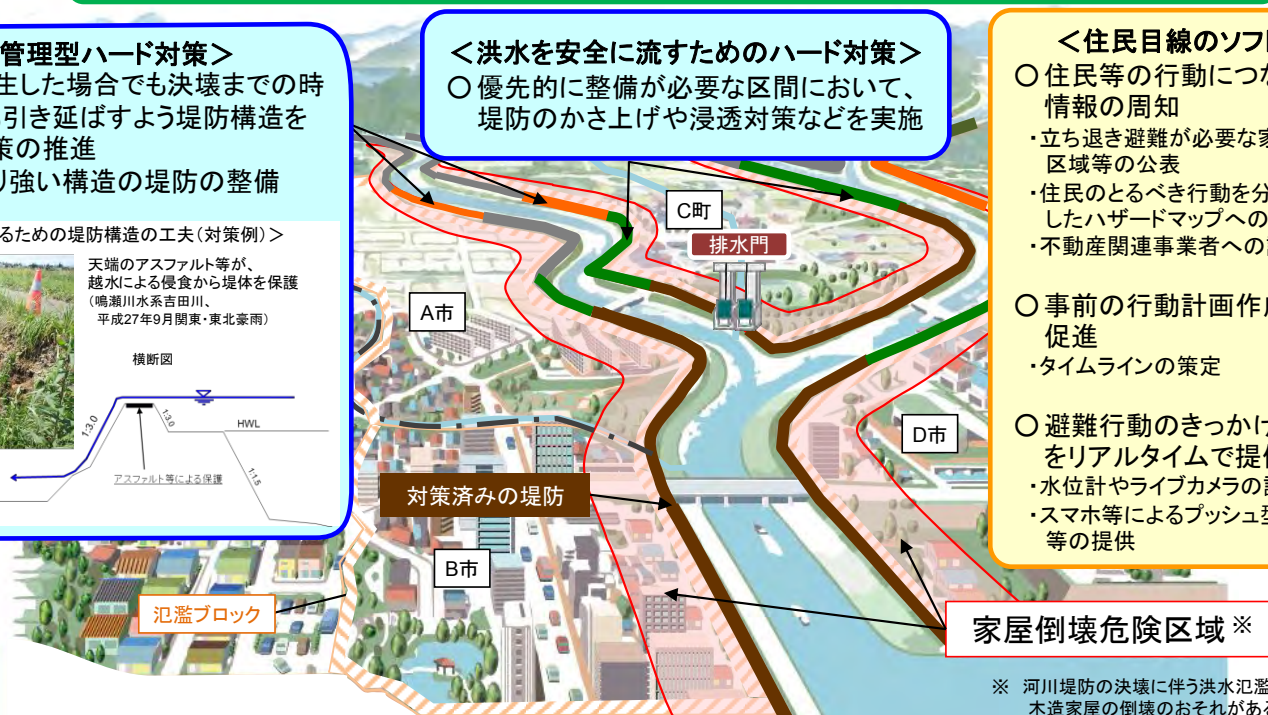 管理型ハード対策＞
生した場合でも決壊までの時
引き延ばすよう堤防構造を
策の推進
り強い構造の堤防の整備
るための堤防構造の工夫（対策例）＞
天端のアスファルト等が、
越水による侵食から堤体を保護
（鳴瀬川水系吉田川、
平成27年9月関東・東北豪雨）
横断図
1:3.0
1:3.0
HWL
1:1.5
アスファルト等による保護
＜洪水を安全に流すためのハード対策＞
○優先的に整備が必要な区間において、
堤防のかさ上げや浸透対策などを実施
＜住民目線のソフ
○住民等の行動につな
情報の周知
・立ち退き避難が必要な家
区域等の公表
・住民のとるべき行動を分
したハザードマップへの
・不動産関連事業者への
○事前の行動計画作成
促進
・タイムラインの策定
○避難行動のきっかけ
をリアルタイムで提供
・水位計やライブカメラの
・スマホ等によるプッシュ型
等の提供
C町
排水門
A市
D市
対策済みの堤防
B市
氾濫ブロック
家屋倒壊危険区域※
※ 河川堤防の決壊に伴う洪水氾濫
木造家屋の倒壊のおそれがある